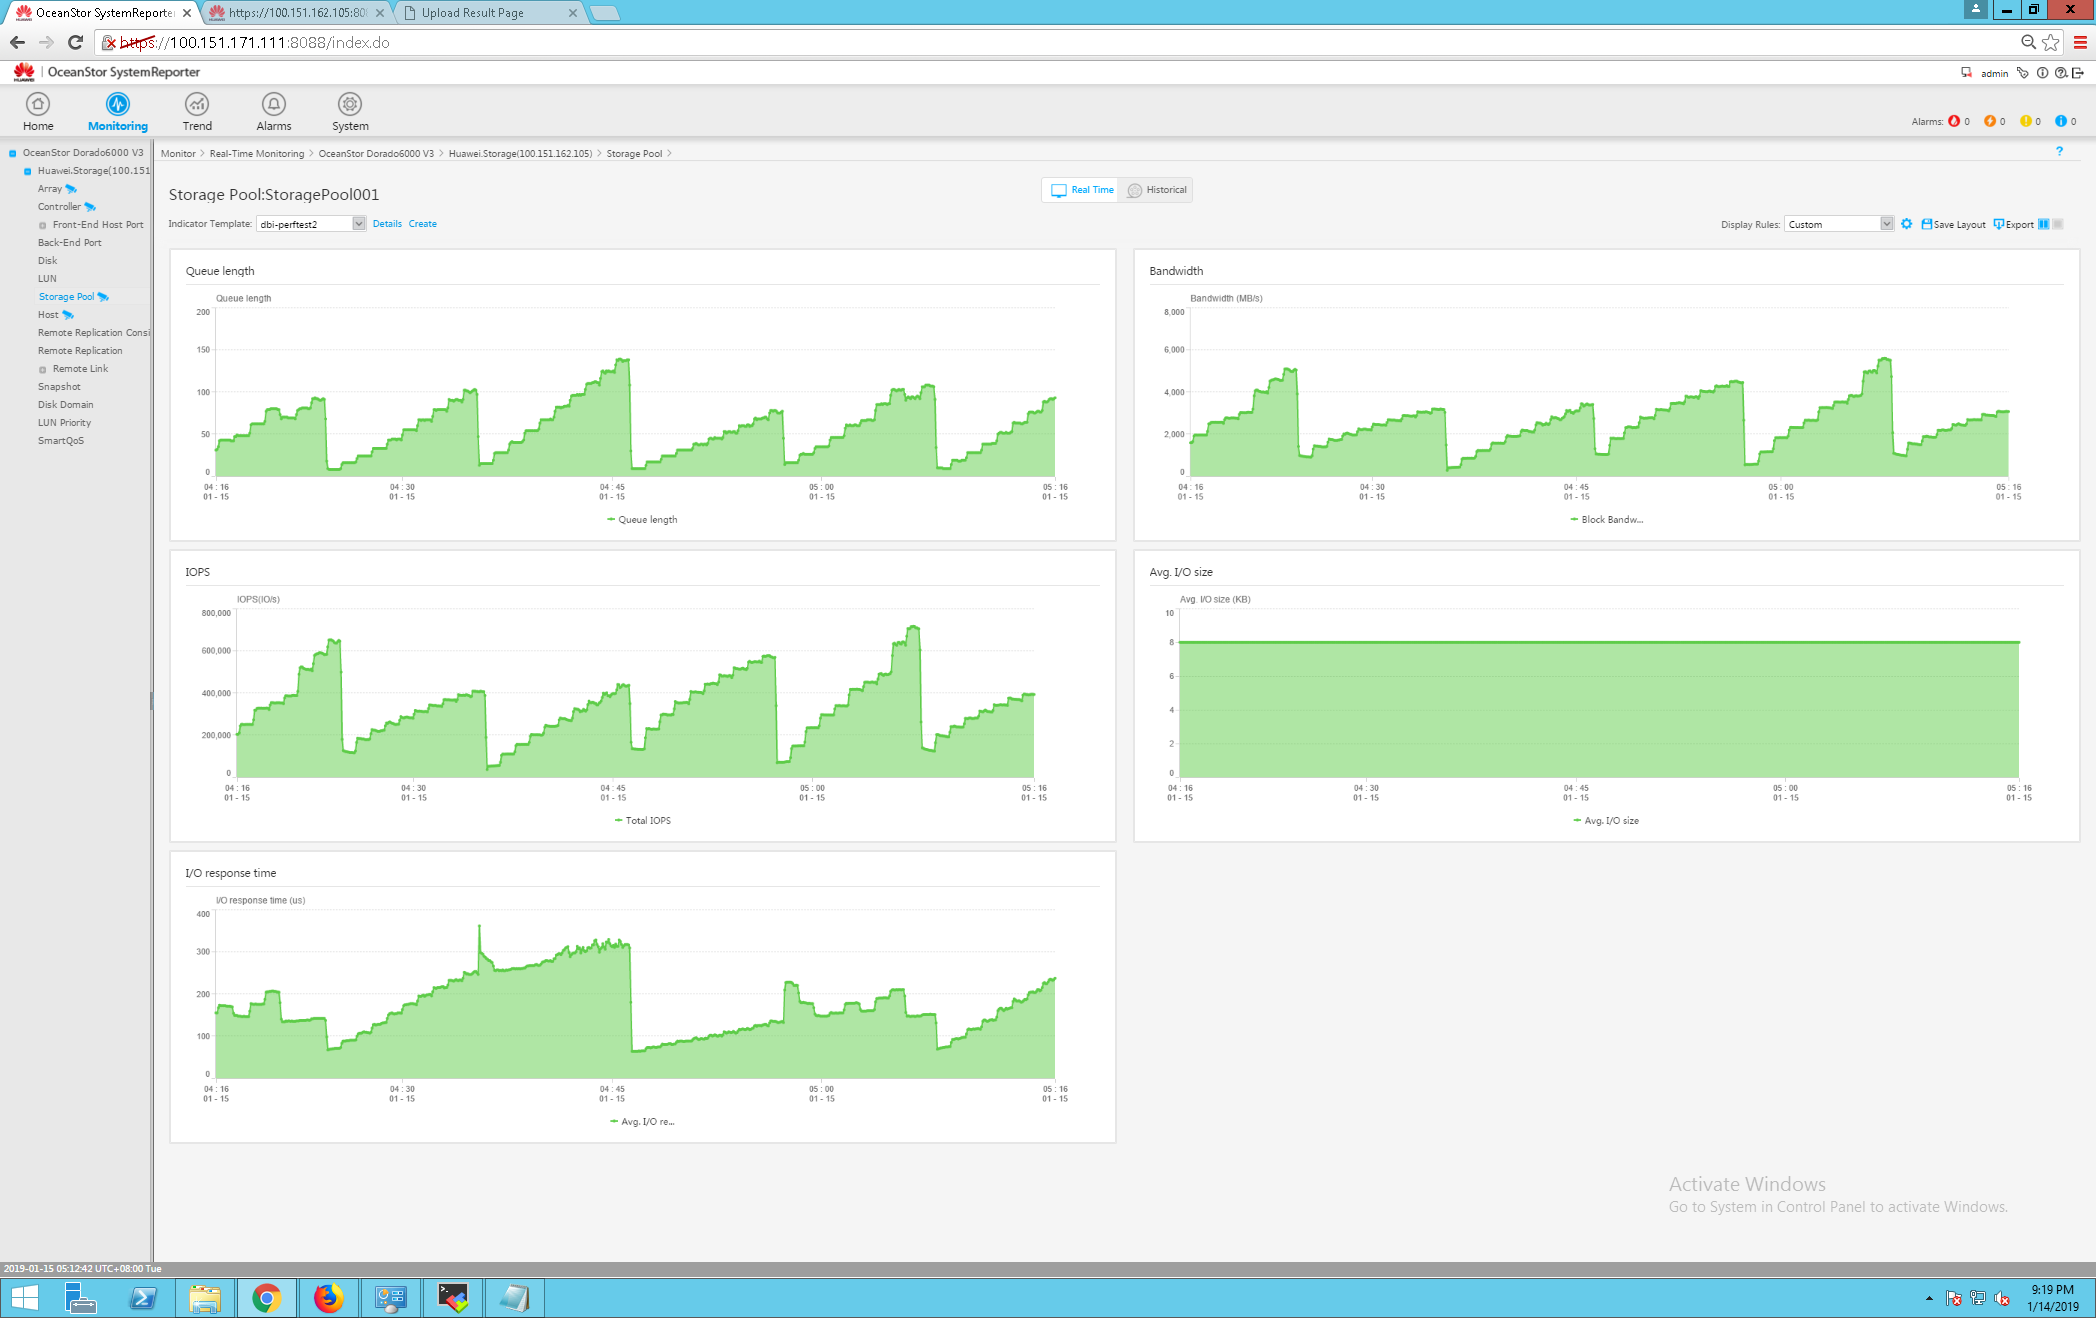 OceanStor SystemReporter
https://100.151.162.105:80
Upload Result Page
https://100.151.171.111:8088/index.do
HUAWEI
OceanStor SystemReporter
admin
Home
Monitoring
Trend
Alarms
System
Alarms: 0 0 0 0
OceanStor Dorado6000 V3
Huawei.Storage(100.151
Array
Controller
Front-End Host Port
Back-End Port
Disk
LUN
Storage Pool
Host
Remote Replication Consi
Remote Replication
Remote Link
Snapshot
Disk Domain
LUN Priority
SmartQoS
Monitor > Real-Time Monitoring > OceanStor Dorado6000 V3 > Huawei.Storage(100.151.162.105) > Storage Pool >
?
Storage Pool:StoragePool001
Real Time
Historical
Indicator Template: dbi-perftest2 Details Create
Display Rules: Custom Save Layout Export
Queue length
Queue length
200
150
100
50
0
04 : 16 04 : 30 04 : 45 05 : 00 05 : 16
01 - 15 01 - 15 01 - 15 01 - 15 01 - 15
Queue length
Bandwidth
Bandwidth (MB/s)
8,000
6,000
4,000
2,000
0
04 : 16 04 : 30 04 : 45 05 : 00 05 : 16
01 - 15 01 - 15 01 - 15 01 - 15 01 - 15
Block Bandw...
IOPS
IOPS(IO/s)
800,000
600,000
400,000
200,000
0
04 : 16 04 : 30 04 : 45 05 : 00 05 : 16
01 - 15 01 - 15 01 - 15 01 - 15 01 - 15
Total IOPS
Avg. I/O size
Avg. I/O size (KB)
10
8
6
4
2
0
04 : 16 04 : 30 04 : 45 05 : 00 05 : 16
01 - 15 01 - 15 01 - 15 01 - 15 01 - 15
Avg. I/O size
I/O response time
I/O response time (us)
400
300
200
100
0
04 : 16 04 : 30 04 : 45 05 : 00 05 : 16
01 - 15 01 - 15 01 - 15 01 - 15 01 - 15
Avg. I/O re...
Activate Windows
Go to System in Control Panel to activate Windows.
2019-01-15 05:12:42 UTC+08:00 Tue
9:19 PM
1/14/2019